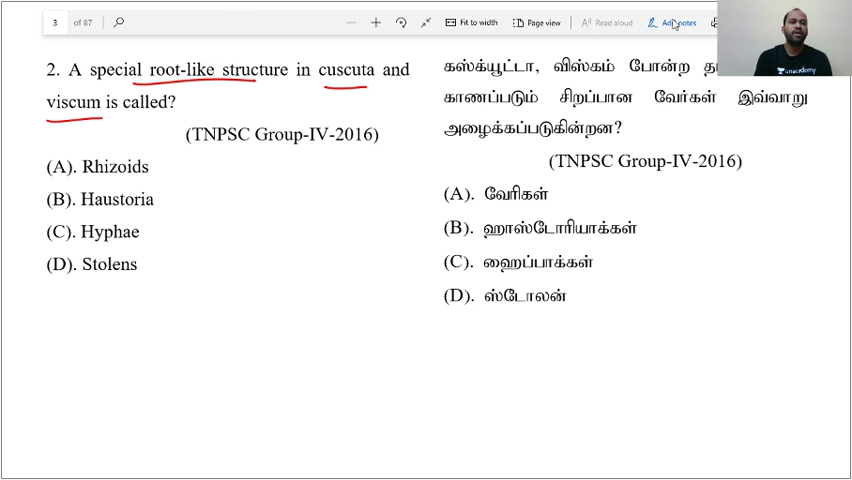 3 of 87 Fit to width Page view Read aloud Add notes
2. A special root-like structure in cuscuta and
viscum is called?
(TNPSC Group-IV-2016)
(A). Rhizoids
(B). Haustoria
(C). Hyphae
(D). Stolens
கஸ்க்யூட்டா, விஸ்கம் போன்ற
காணப்படும் சிறப்பான வேர்கள் இவ்வாறு
அழைக்கப்படுகின்றன?
(TNPSC Group-IV-2016)
(A). வேரிகள்
(B). ஹாஸ்டோரியாக்கள்
(C). ஹைப்பாக்கள்
(D). ஸ்டோலன்
unacademy